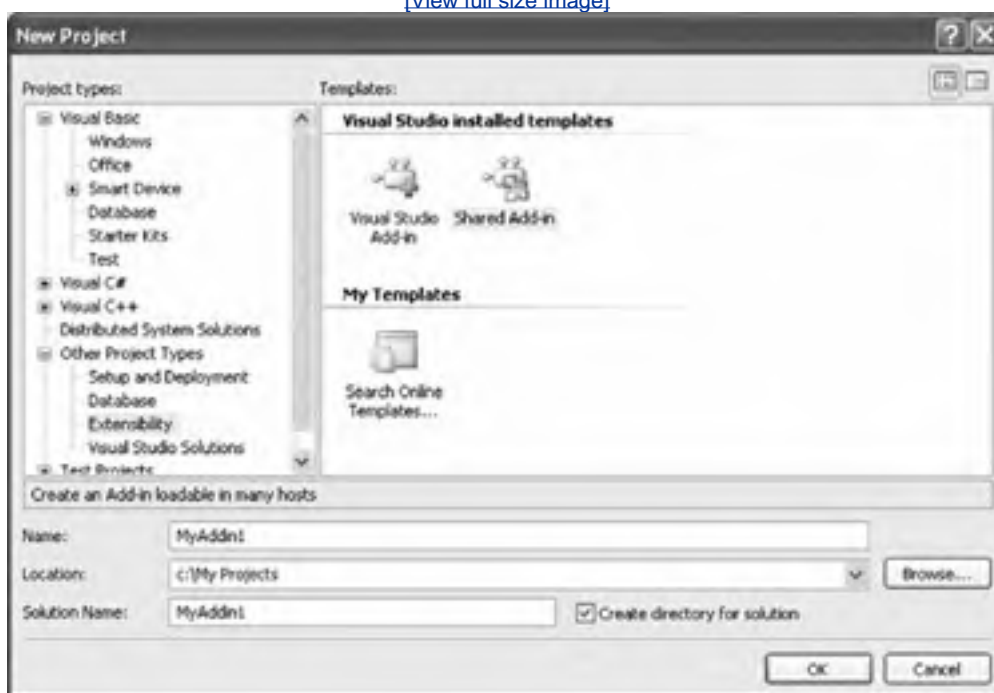 [View full size image]
New Project
Project types:
Templates:
Visual Basic
Windows
Office
Smart Device
Database
Starter Kits
Test
Visual C#
Visual C++
Distributed System Solutions
Other Project Types
Setup and Deployment
Database
Extensibility
Visual Studio Solutions
Test Projects
Visual Studio installed templates
Visual Studio
Add-in
Shared Add-in
My Templates
Search Online
Templates...
Create an Add-in loadable in many hosts
Name:
MyAddin1
Location:
c:\My Projects
Browse...
Solution Name:
MyAddin1
Create directory for solution
OK
Cancel